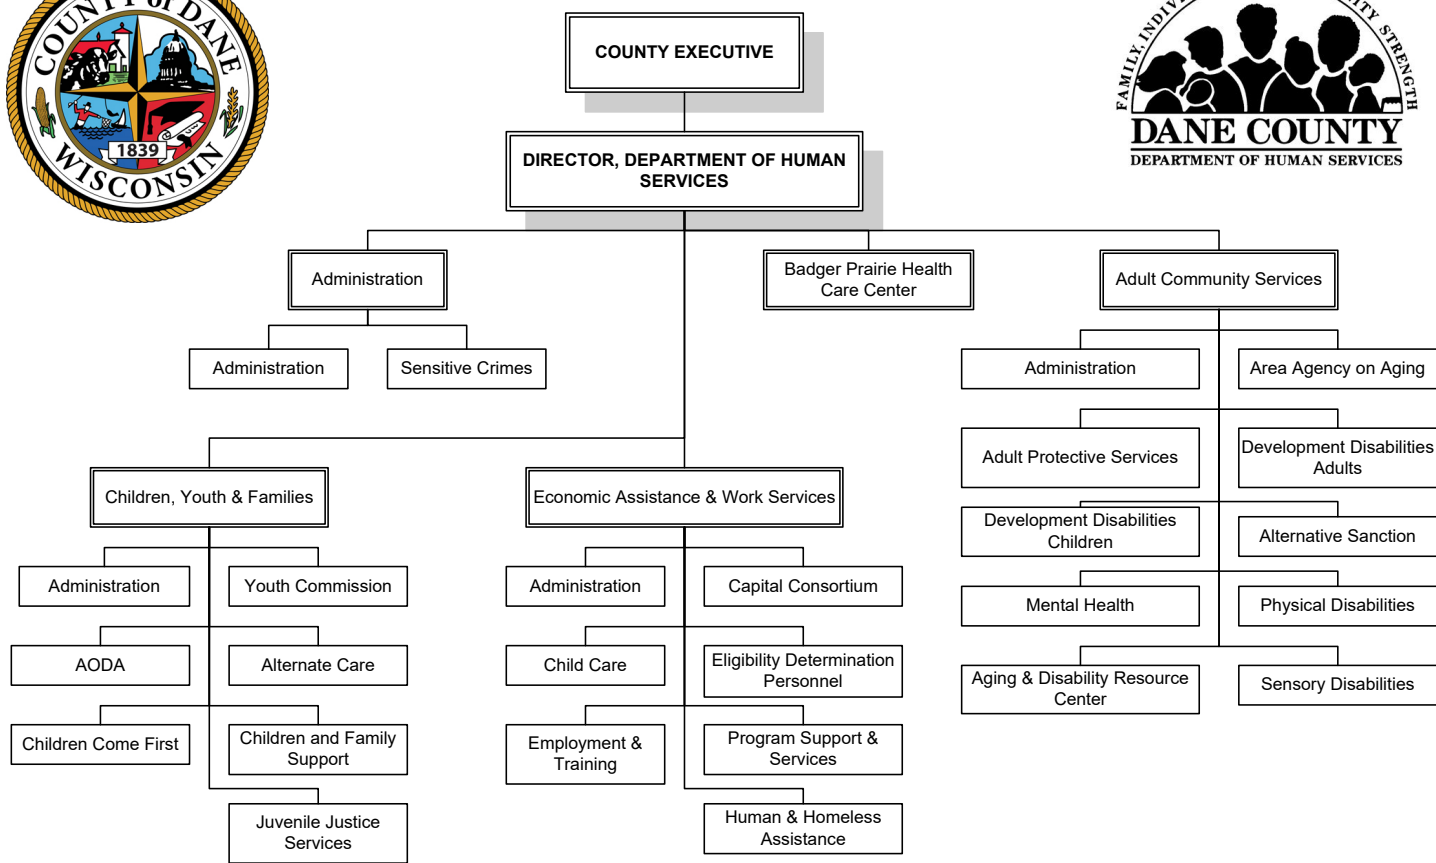 COUNTY of DANE
WISCONSIN
1839
COUNTY EXECUTIVE
DIRECTOR, DEPARTMENT OF HUMAN
SERVICES
FAMILY,
STRENGTH
DANE COUNTY
DEPARTMENT OF HUMAN SERVICES
Administration
Badger Prairie Health
Care Center
Adult Community Services
Administration
Sensitive Crimes
Administration
Area Agency on Aging
Adult Protective Services
Development Disabilities
Adults
Development Disabilities
Children
Alternative Sanction
Mental Health
Physical Disabilities
Aging & Disability Resource
Center
Sensory Disabilities
Children, Youth & Families
Economic Assistance & Work Services
Administration
Youth Commission
AODA
Alternate Care
Children Come First
Children and Family
Support
Juvenile Justice
Services
Administration
Capital Consortium
Child Care
Eligibility Determination
Personnel
Employment &
Training
Program Support &
Services
Human & Homeless
Assistance